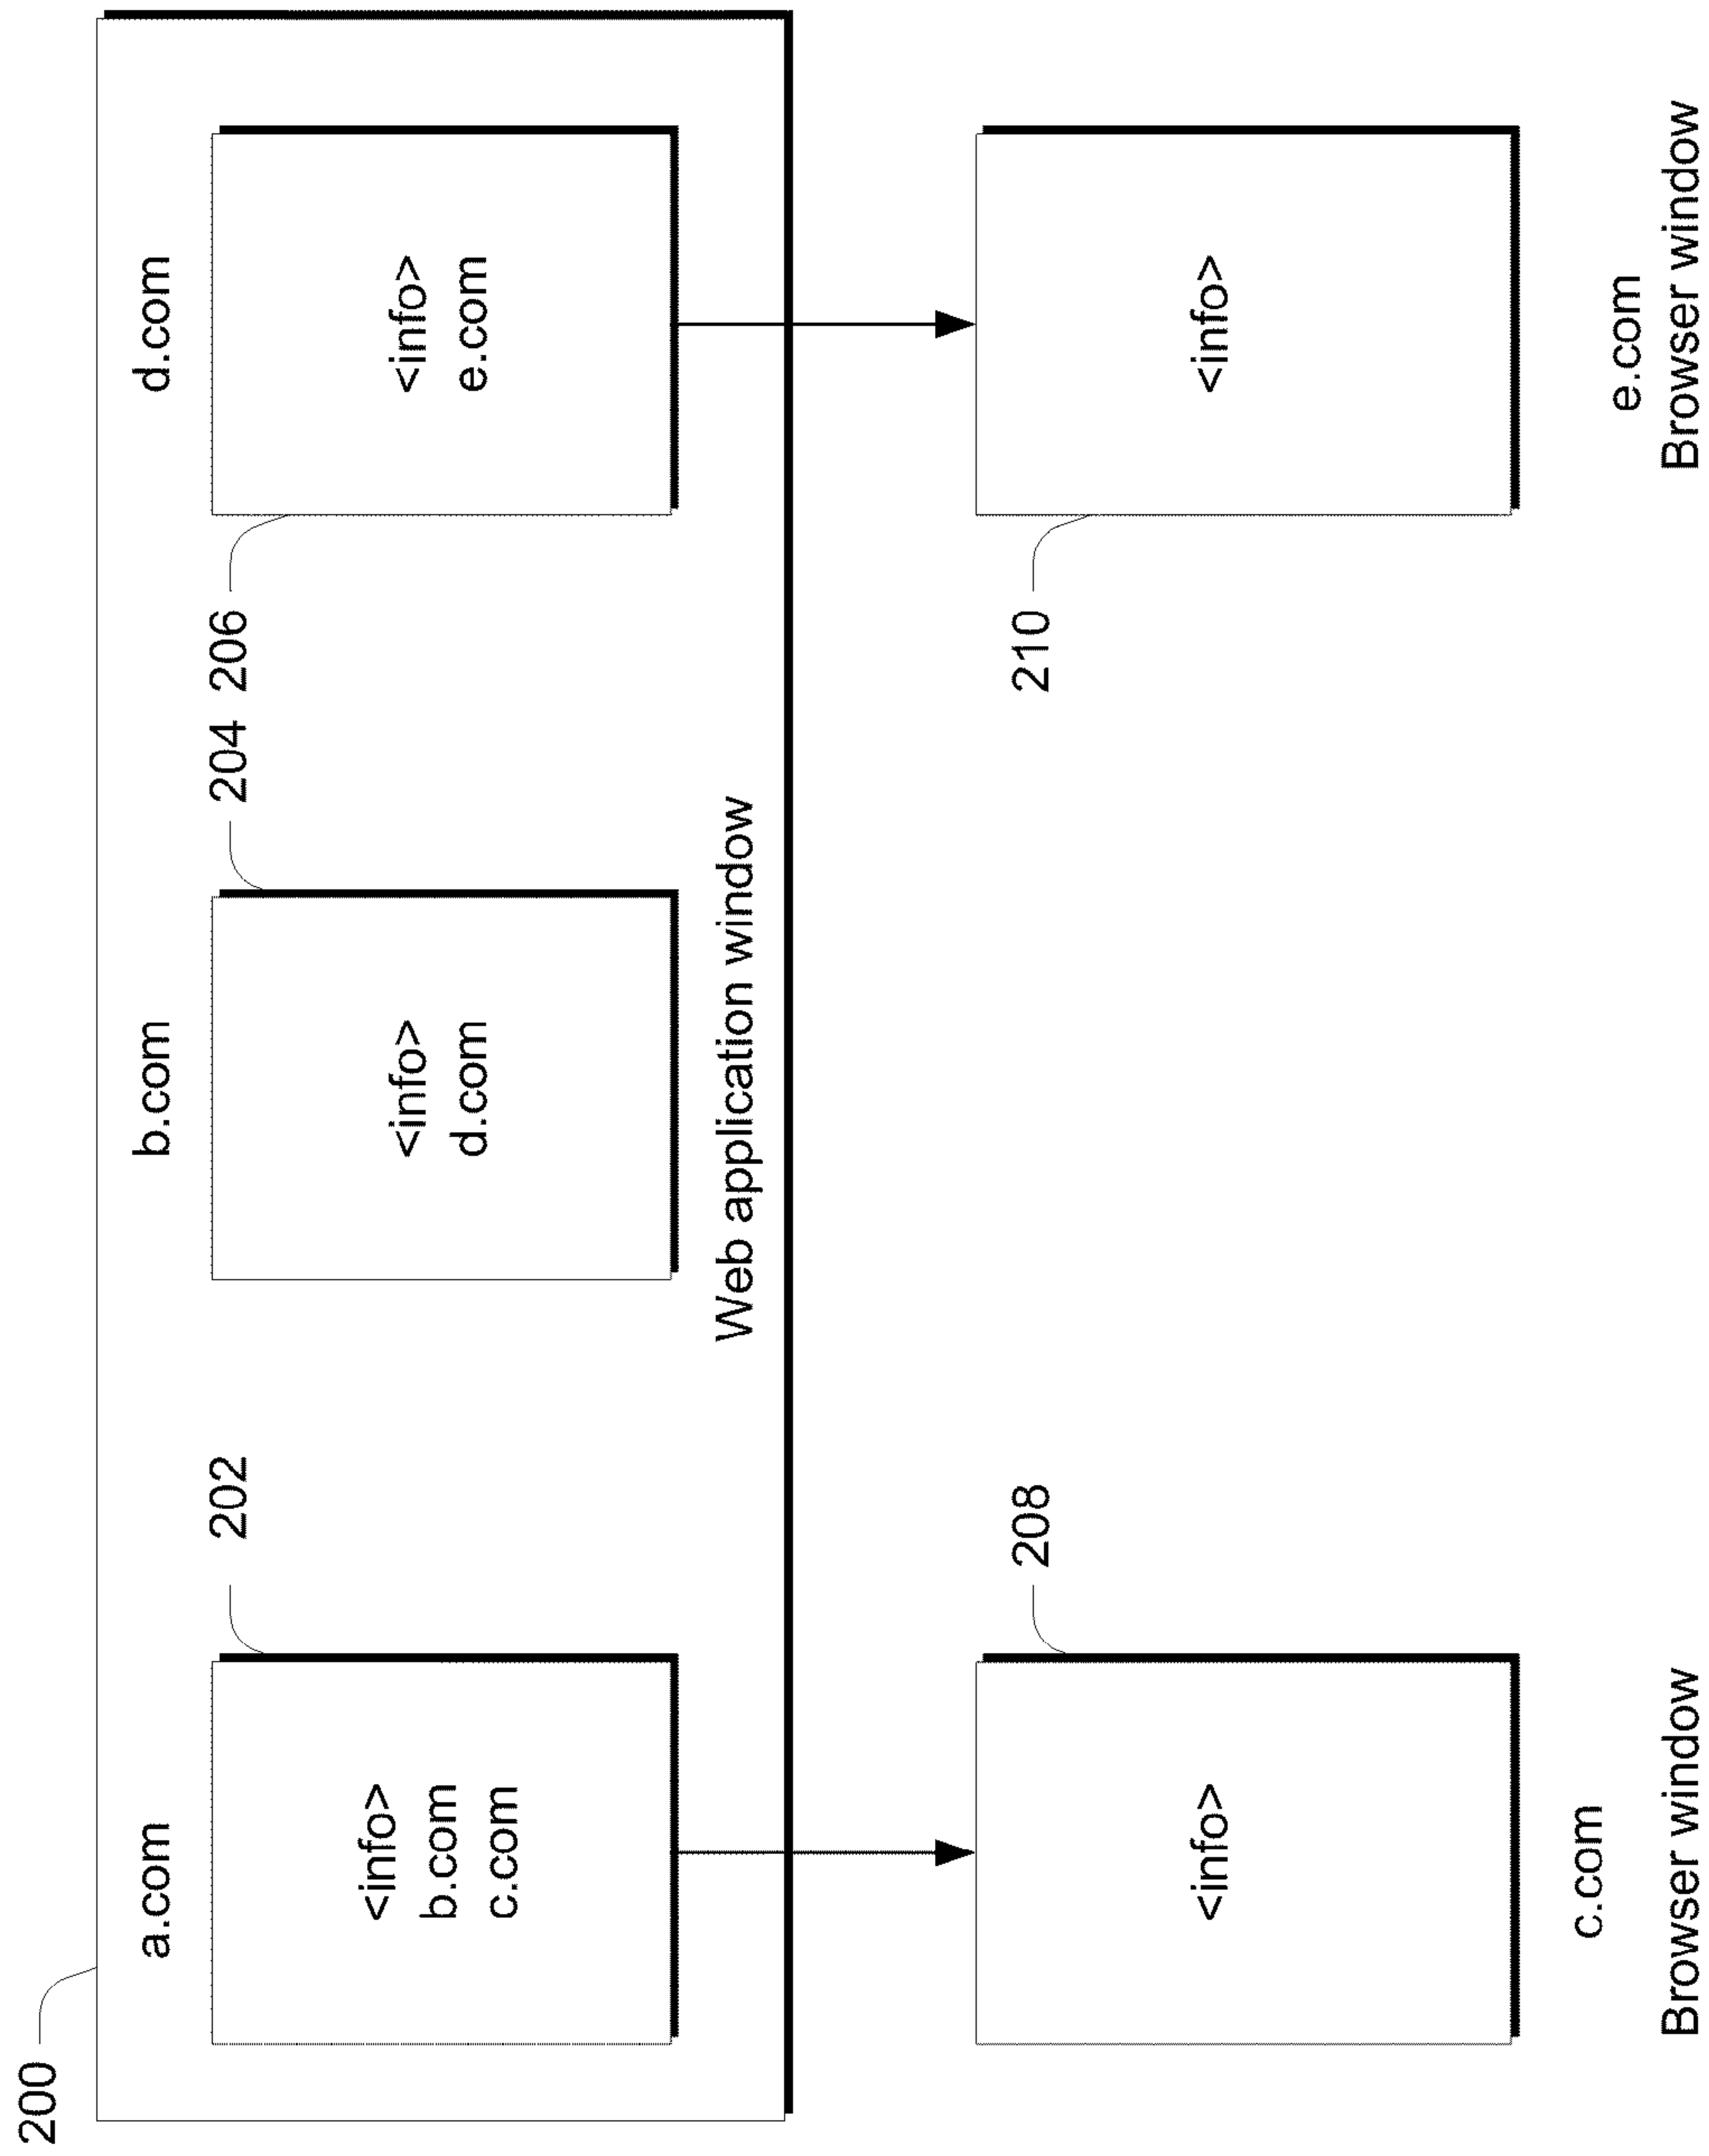 200
a.com
b.com
d.com
<info>
b.com
c.com
202
<info>
d.com
204
206
<info>
e.com
Web application window
<info>
208
210
<info>
c.com
Browser window
e.com
Browser window